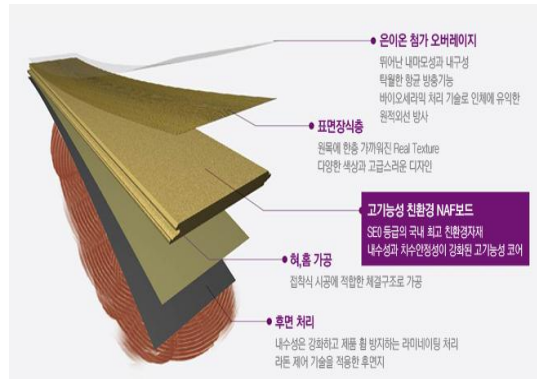 은이온 첨가 오버레이지
뛰어난 내마모성과 내구성
탁월한 항균 방충기능
바이오세라믹 처리 기술로 인체에 유익한
원적외선 방사
표면장식층
원목에 한층 가까워진 Real Texture
다양한 색상과 고급스러운 디자인
고기능성 친환경 NAF보드
SE0 등급의 국내 최고 친환경자재
내수성과 치수안정성이 강화된 고기능성 코어
혀,홈 가공
접착식 시공에 적합한 체결구조로 가공
후면 처리
내수성은 강화하고 제품 휨 방지하는 라미네이팅 처리
라돈 제어 기술을 적용한 후면지